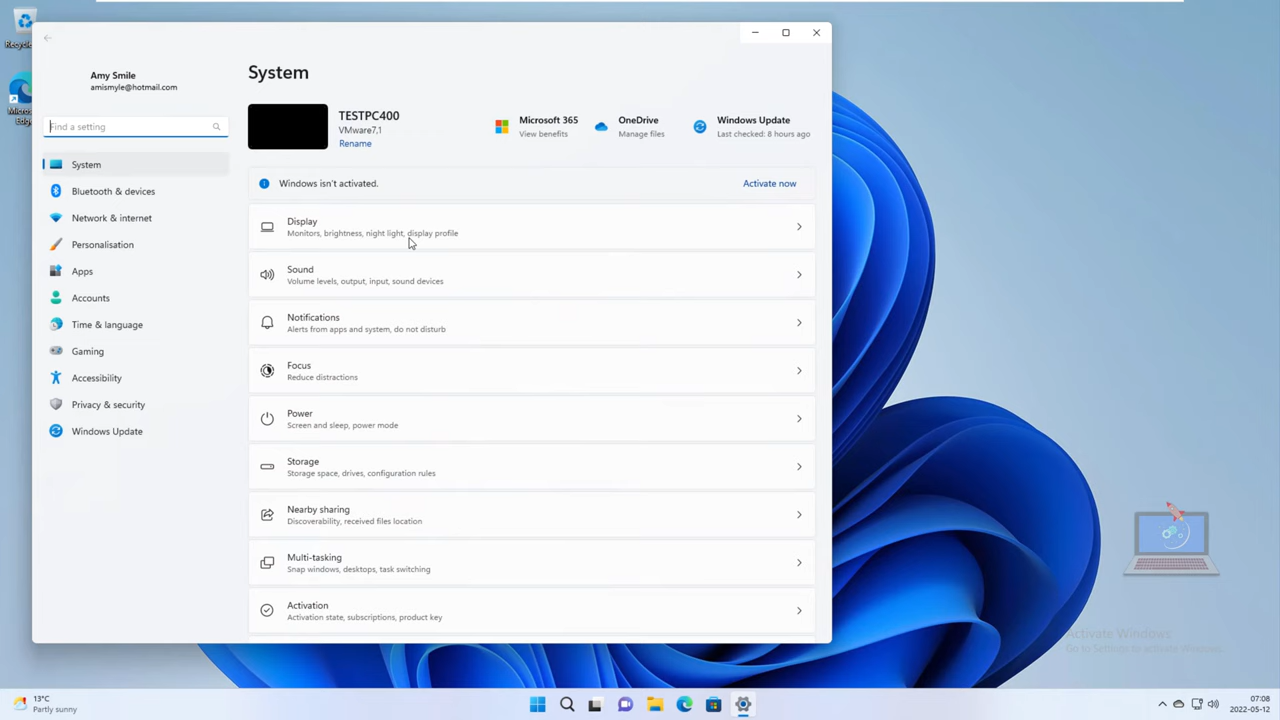 Recycle
Microsoft
Edge
Amy Smile
amismyle@hotmail.com
Find a setting
System
Bluetooth & devices
Network & internet
Personalisation
Apps
Accounts
Time & language
Gaming
Accessibility
Privacy & security
Windows Update
System
TESTPC400
VMware7,1
Rename
Microsoft 365
View benefits
OneDrive
Manage files
Windows Update
Last checked: 8 hours ago
Windows isn't activated.
Activate now
Display
Monitors, brightness, night light, display profile
Sound
Volume levels, output, input, sound devices
Notifications
Alerts from apps and system, do not disturb
Focus
Reduce distractions
Power
Screen and sleep, power mode
Storage
Storage space, drives, configuration rules
Nearby sharing
Discoverability, received files location
Multi-tasking
Snap windows, desktops, task switching
Activation
Activation state, subscriptions, product key
Activate Windows
Go to Settings to activate Windows.
13°C
Partly sunny
07:08
2022-05-12